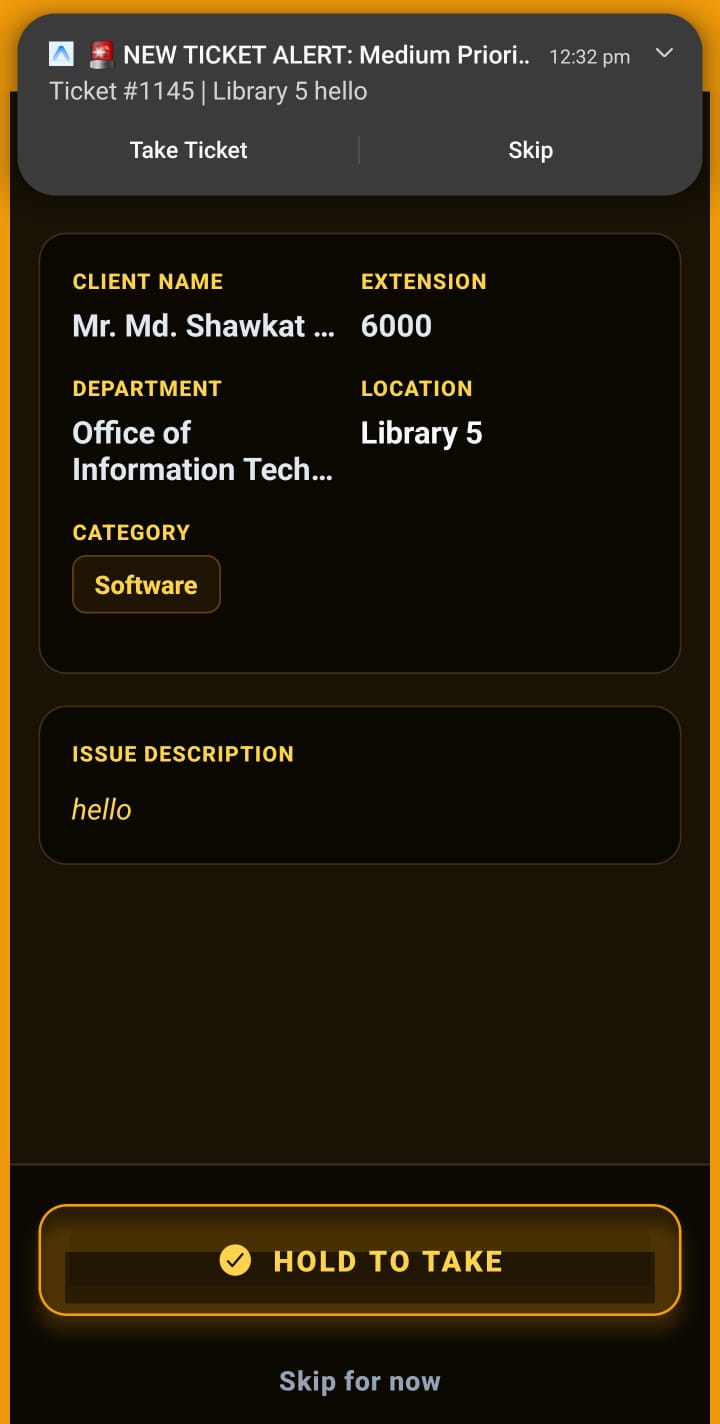 🚨 NEW TICKET ALERT: Medium Priori.. 12:32 pm
Ticket #1145 | Library 5 hello
Take Ticket Skip
CLIENT NAME EXTENSION
Mr. Md. Shawkat ... 6000
DEPARTMENT LOCATION
Office of Library 5
Information Tech...
CATEGORY
Software
ISSUE DESCRIPTION
hello
HOLD TO TAKE
Skip for now